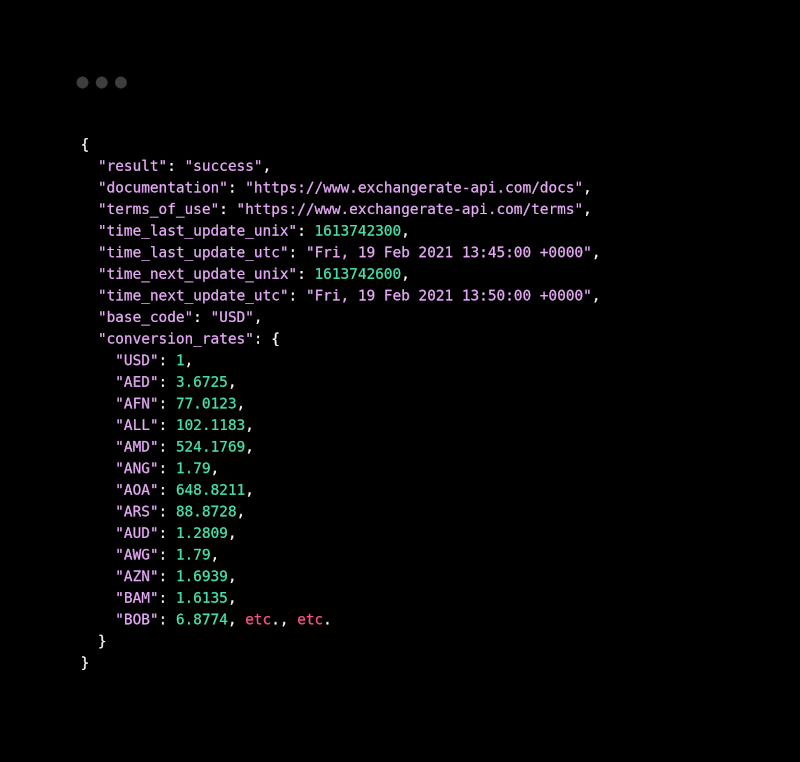 {
  "result": "success",
  "documentation": "https://www.exchangerate-api.com/docs",
  "terms_of_use": "https://www.exchangerate-api.com/terms",
  "time_last_update_unix": 1613742300,
  "time_last_update_utc": "Fri, 19 Feb 2021 13:45:00 +0000",
  "time_next_update_unix": 1613742600,
  "time_next_update_utc": "Fri, 19 Feb 2021 13:50:00 +0000",
  "base_code": "USD",
  "conversion_rates": {
    "USD": 1,
    "AED": 3.6725,
    "AFN": 77.0123,
    "ALL": 102.1183,
    "AMD": 524.1769,
    "ANG": 1.79,
    "AOA": 648.8211,
    "ARS": 88.8728,
    "AUD": 1.2809,
    "AWG": 1.79,
    "AZN": 1.6939,
    "BAM": 1.6135,
    "BOB": 6.8774, etc., etc.
  }
}